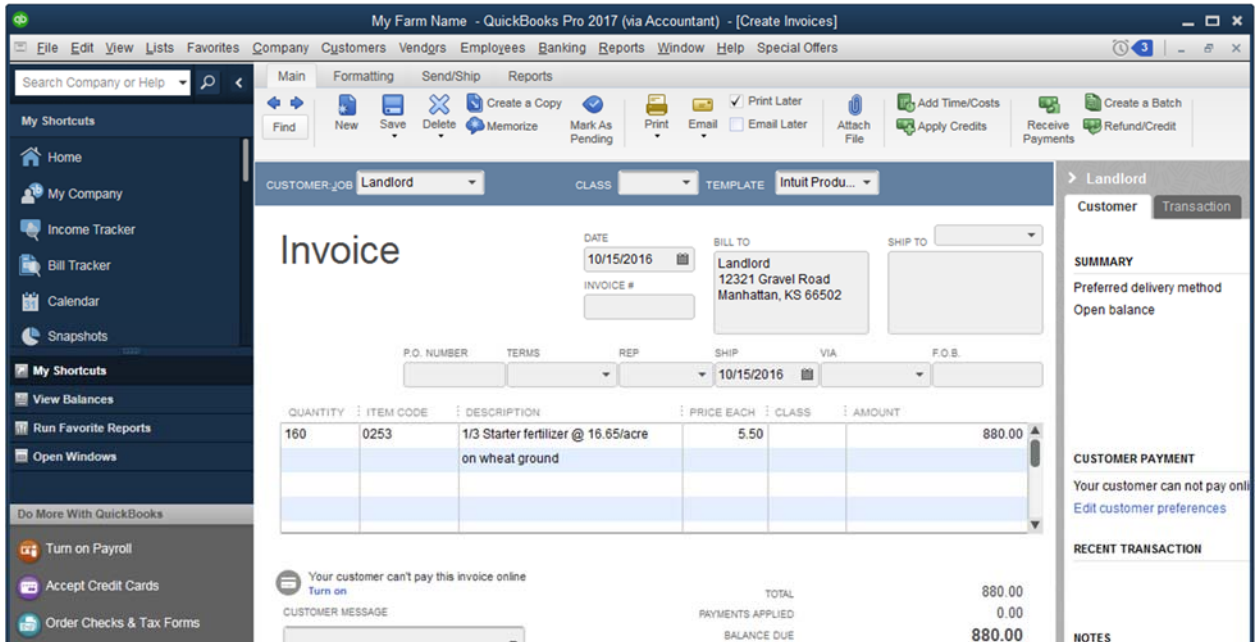 qb My Farm Name - QuickBooks Pro 2017 (via Accountant) - [Create Invoices]
File Edit View Lists Favorites Company Customers Vendors Employees Banking Reports Window Help Special Offers 3
Search Company or Help
Main Formatting Send/Ship Reports
Find New Save Delete Create a Copy Memorize Mark As Pending Print Email Print Later Email Later Attach File Add Time/Costs Apply Credits Receive Payments Create a Batch Refund/Credit
My Shortcuts
Home
My Company
Income Tracker
Bill Tracker
31 Calendar
Snapshots
My Shortcuts
View Balances
Run Favorite Reports
Open Windows
Do More With QuickBooks
Turn on Payroll
Accept Credit Cards
Order Checks & Tax Forms
CUSTOMER:JOB Landlord CLASS TEMPLATE Intuit Produ...
Invoice
DATE
10/15/2016
INVOICE #
BILL TO
Landlord
12321 Gravel Road
Manhattan, KS 66502
SHIP TO
P.O. NUMBER TERMS REP SHIP VIA F.O.B.
10/15/2016
QUANTITY ITEM CODE DESCRIPTION PRICE EACH CLASS AMOUNT
160 0253 1/3 Starter fertilizer @ 16.65/acre 5.50 880.00
on wheat ground
Your customer can't pay this invoice online
Turn on
CUSTOMER MESSAGE
TOTAL 880.00
PAYMENTS APPLIED 0.00
BALANCE DUE 880.00
Landlord
Customer Transaction
SUMMARY
Preferred delivery method
Open balance
CUSTOMER PAYMENT
Your customer can not pay onli
Edit customer preferences
RECENT TRANSACTION
NOTES